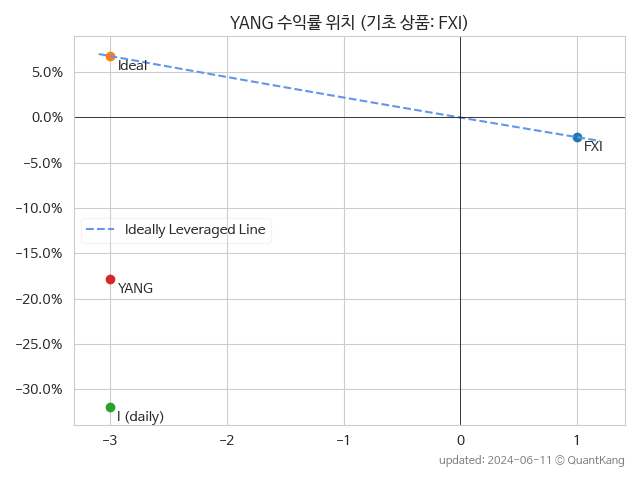 YANG 수익률 위치 (기초 상품: FXI)
5.0%
0.0%
-5.0%
-10.0%
-15.0%
-20.0%
-25.0%
-30.0%
Ideal
FXI
Ideally Leveraged Line
YANG
I (daily)
-3 -2 -1 0 1
updated: 2024-06-11 © QuantKang